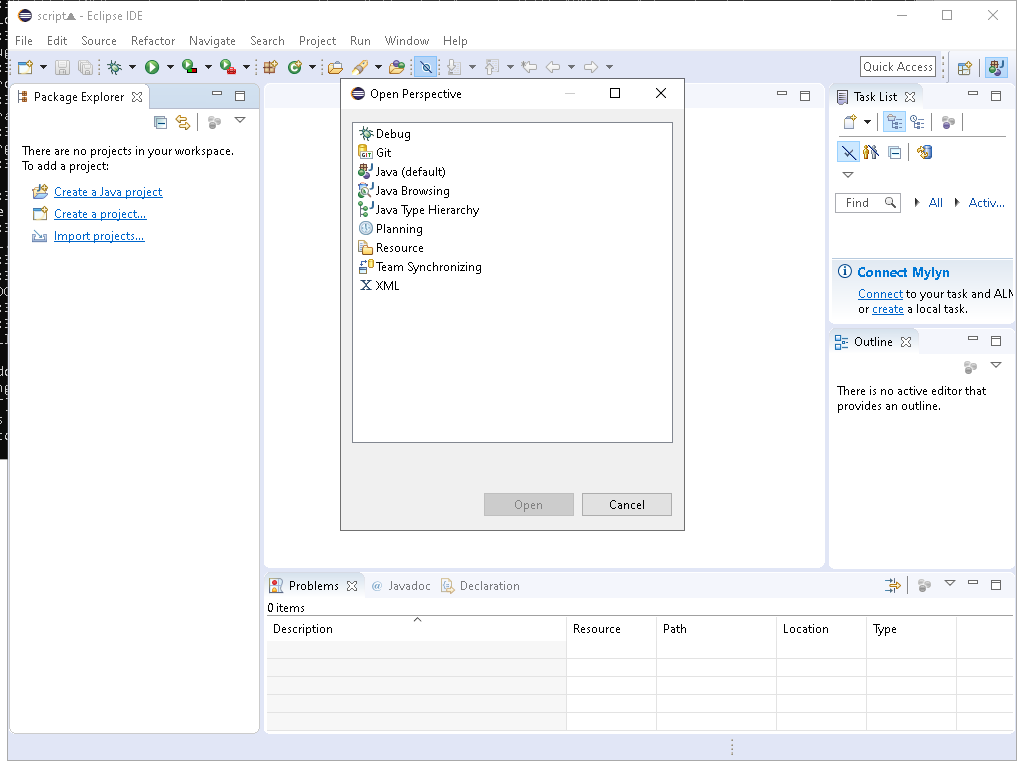 script▲ - Eclipse IDE
File Edit Source Refactor Navigate Search Project Run Window Help
Quick Access
Package Explorer
There are no projects in your workspace.
To add a project:
Create a Java project
Create a project...
Import projects...
Open Perspective
Debug
Git
Java (default)
Java Browsing
Java Type Hierarchy
Planning
Resource
Team Synchronizing
XML
Open Cancel
Task List
Find All Activ...
Connect Mylyn
Connect to your task and ALM
or create a local task.
Outline
There is no active editor that
provides an outline.
Problems @ Javadoc Declaration
0 items
Description Resource Path Location Type